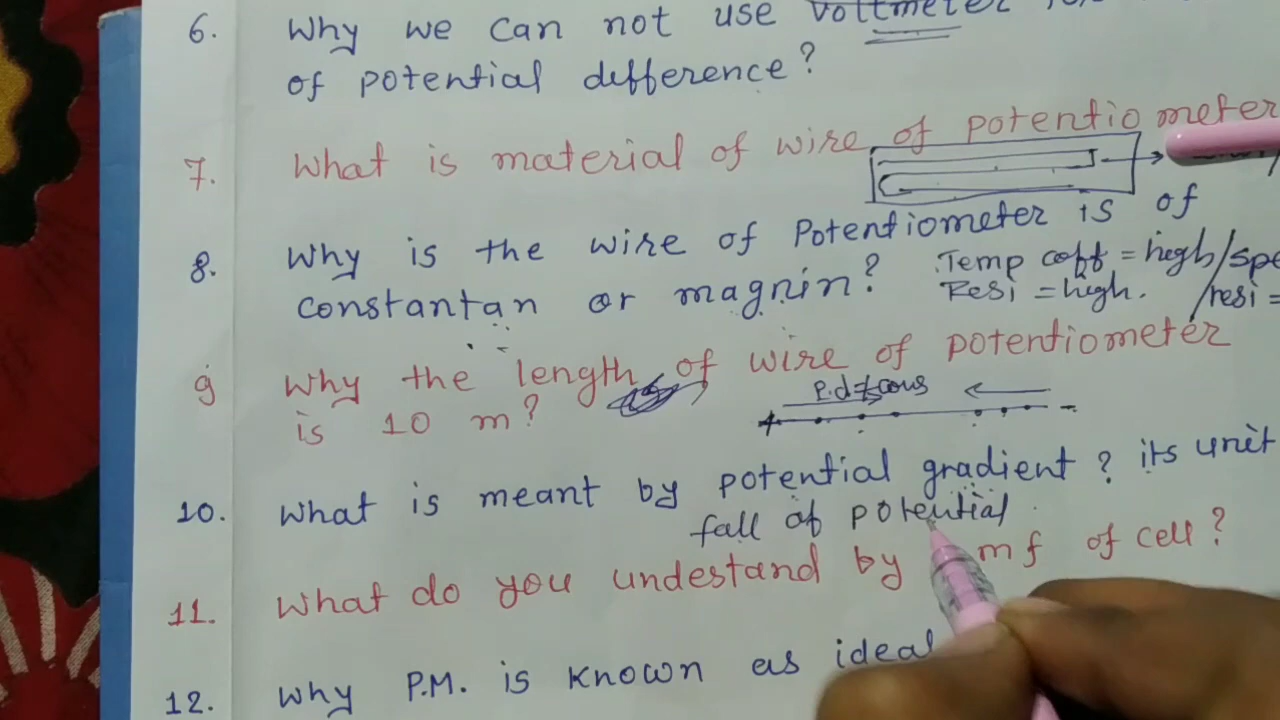 6. Why we can not use voltmeter
of potential difference?
7. What is material of wire of potentiometer
8. Why is the wire of Potentiometer is of
constantan or magnin? Temp coff = high/spe
Resi = high. /resi =
9 Why the length of wire of potentiometer
is 10 m? P.d
10. What is meant by potential gradient? its unit
fall of potential
11. What do you undestand by mf of cell?
12. Why P.M. is known as ideal